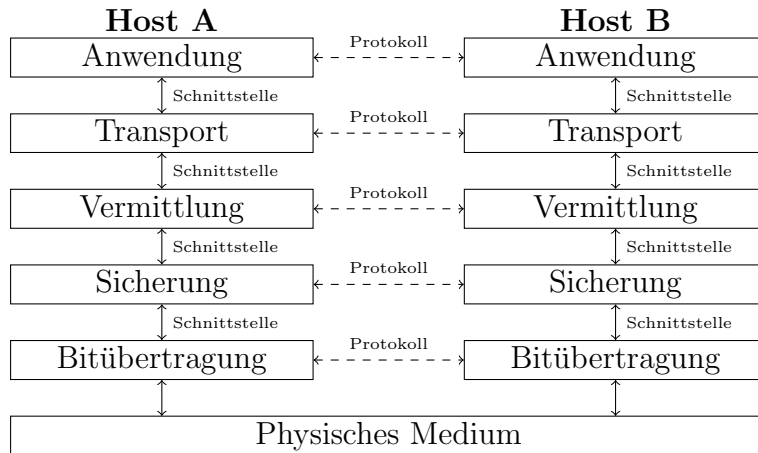 Host A Host B
Anwendung Protokoll Anwendung
Schnittstelle Schnittstelle
Transport Protokoll Transport
Schnittstelle Schnittstelle
Vermittlung Protokoll Vermittlung
Schnittstelle Schnittstelle
Sicherung Protokoll Sicherung
Schnittstelle Schnittstelle
Bitübertragung Protokoll Bitübertragung
Physisches Medium